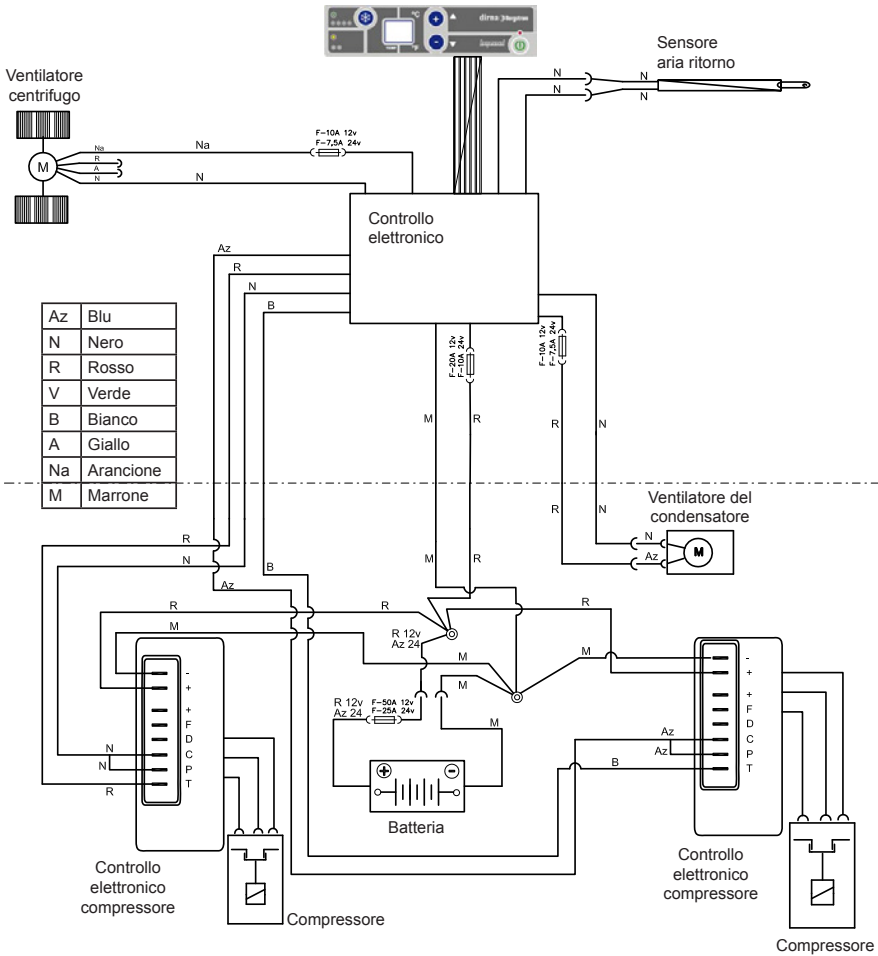 °C
°F
dirna Bergstrom
Sensore
aria ritorno
Ventilatore
centrifugo
N
N
N
N
Na
R
A
N
M
Na
N
F-10A 12v
F-7,5A 24v
Controllo
elettronico
Az
R
N
B
Az Blu
N Nero
R Rosso
V Verde
B Bianco
A Giallo
Na Arancione
M Marrone
F-20A 12v
F-10A 24v
F-10A 12v
F-7,5A 24v
M
R
R
N
R
N
Ventilatore del
condensatore
N
Az
M
R
N
B
Az
M
R
R
R
R
M
R 12v
Az 24
M
M
M
R 12v
Az 24
F-50A 12v
F-25A 24v
M
-
+
+
F
D
C
P
T
N
N
R
-
+
+
F
D
C
P
T
Az
Az
B
+
-
Batteria
Controllo
elettronico
compressore
Compressore
Controllo
elettronico
compressore
Compressore